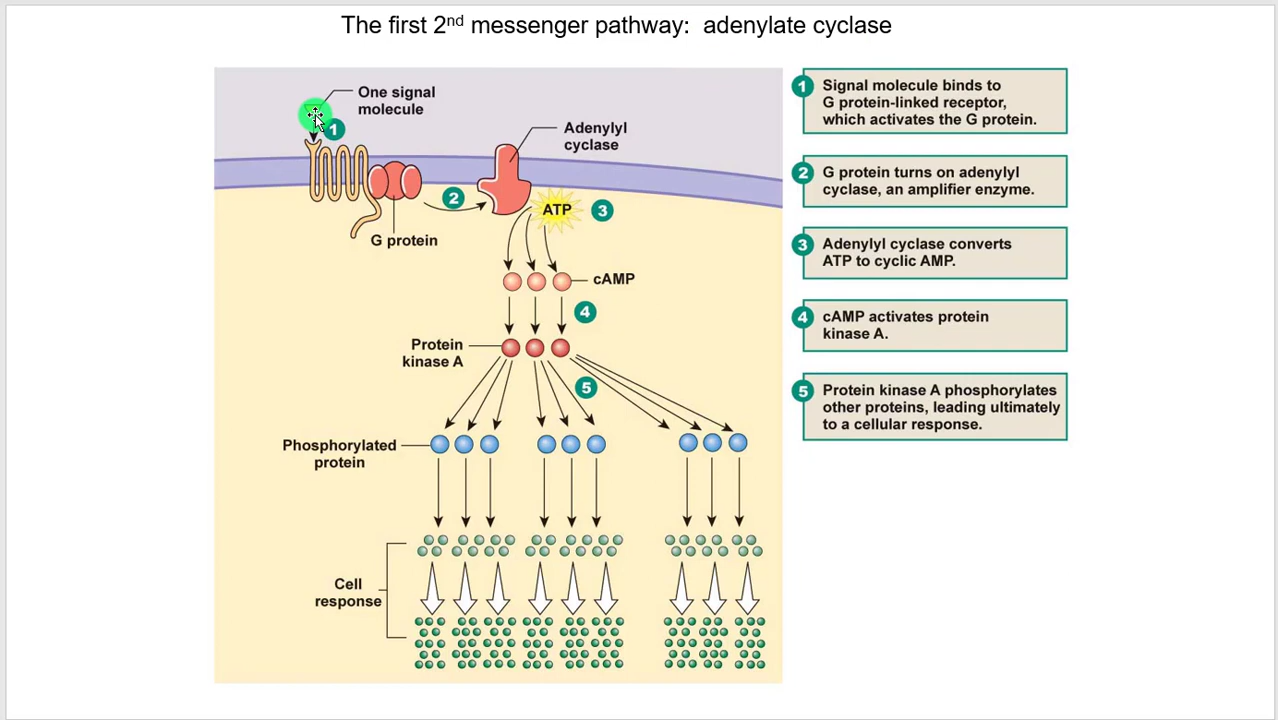 The first 2nd messenger pathway: adenylate cyclase
One signal
molecule
1
Adenylyl
cyclase
2
ATP
3
G protein
cAMP
4
Protein
kinase A
5
Phosphorylated
protein
Cell
response
1 Signal molecule binds to
G protein-linked receptor,
which activates the G protein.
2 G protein turns on adenylyl
cyclase, an amplifier enzyme.
3 Adenylyl cyclase converts
ATP to cyclic AMP.
4 cAMP activates protein
kinase A.
5 Protein kinase A phosphorylates
other proteins, leading ultimately
to a cellular response.